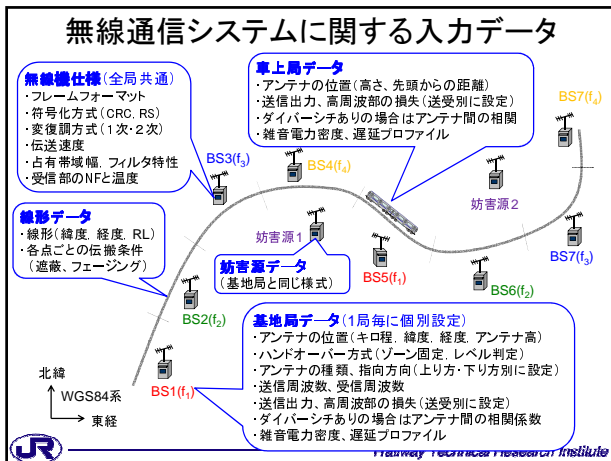 無線通信システムに関する入力データ
無線機仕様(全局共通)
・フレームフォーマット
・符号化方式(CRC, RS)
・変復調方式(1次・2次)
・伝送速度
・占有帯域幅, フィルタ特性
・受信部のNFと温度
車上局データ
・アンテナの位置(高さ、先頭からの距離)
・送信出力、高周波部の損失(送受別に設定)
・ダイバーシチありの場合はアンテナ間の相関
・雑音電力密度、遅延プロファイル
BS7(f₄)
BS3(f₃)
BS4(f₄)
妨害源2
線形データ
・線形(緯度, 経度, RL)
・各点ごとの伝搬条件
(遮蔽、フェージング)
妨害源1
妨害源データ
(基地局と同じ様式)
BS5(f₁)
BS7(f₃)
BS6(f₂)
BS2(f₂)
基地局データ(1局毎に個別設定)
・アンテナの位置(キロ程, 緯度, 経度, アンテナ高)
・ハンドオーバー方式(ゾーン固定, レベル判定)
・アンテナの種類、指向方向(上り方・下り方別に設定)
・送信周波数、受信周波数
・送信出力、高周波部の損失(送受別に設定)
・ダイバーシチありの場合はアンテナ間の相関係数
・雑音電力密度、遅延プロファイル
BS1(f₁)
北緯
WGS84系
東経
JR
Railway Technical Research Institute